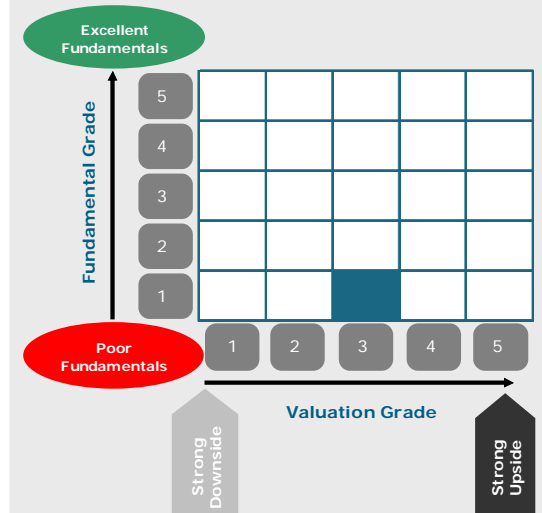 Excellent
Fundamentals
Fundamental Grade
5
4
3
2
1
Poor
Fundamentals
1
2
3
4
5
Valuation Grade
Strong
Downside
Strong
Upside